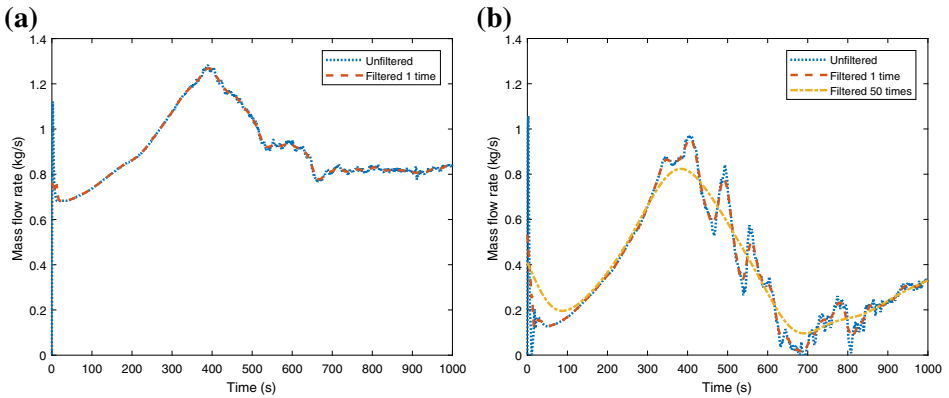 (a)
Mass flow rate (kg/s)
1.4
1.2
1
0.8
0.6
0.4
0.2
0
0 100 200 300 400 500 600 700 800 900 1000
Time (s)
Unfiltered
Filtered 1 time
(b)
Mass flow rate (kg/s)
1.4
1.2
1
0.8
0.6
0.4
0.2
0
0 100 200 300 400 500 600 700 800 900 1000
Time (s)
Unfiltered
Filtered 1 time
Filtered 50 times